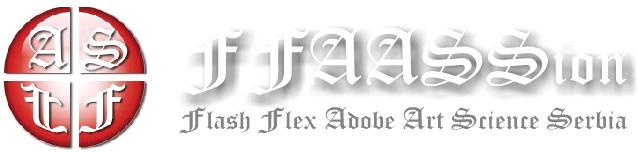 A S
f F
FFAASSion
Flash Flex Adobe Art Science Serbia